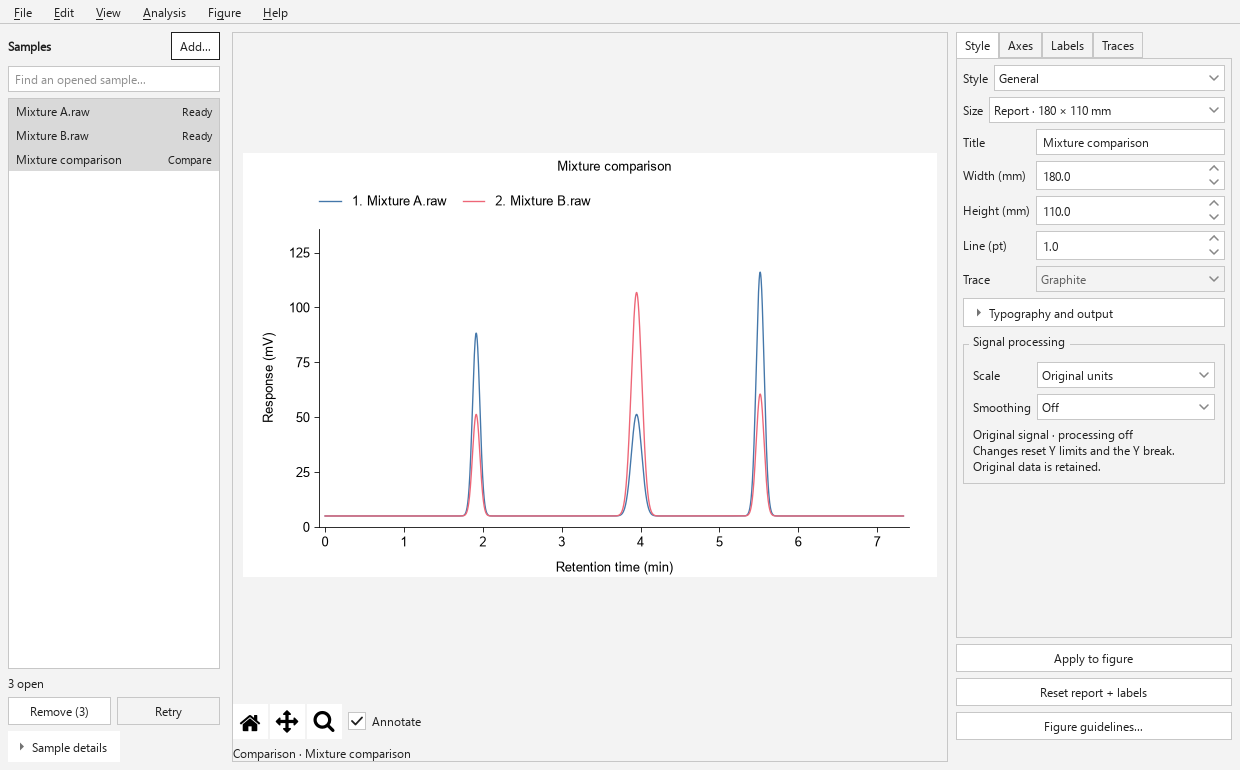 File Edit View Analysis Figure Help
Samples
Add...
Find an opened sample...
Mixture A.raw Ready
Mixture B.raw Ready
Mixture comparison Compare
3 open
Remove (3) Retry
Sample details
Mixture comparison
1. Mixture A.raw 2. Mixture B.raw
125
100
75
50
25
0
Response (mV)
0 1 2 3 4 5 6 7
Retention time (min)
Annotate
Comparison · Mixture comparison
Style Axes Labels Traces
Style General
Size Report · 180 × 110 mm
Title Mixture comparison
Width (mm) 180.0
Height (mm) 110.0
Line (pt) 1.0
Trace Graphite
Typography and output
Signal processing
Scale Original units
Smoothing Off
Original signal · processing off
Changes reset Y limits and the Y break.
Original data is retained.
Apply to figure
Reset report + labels
Figure guidelines...